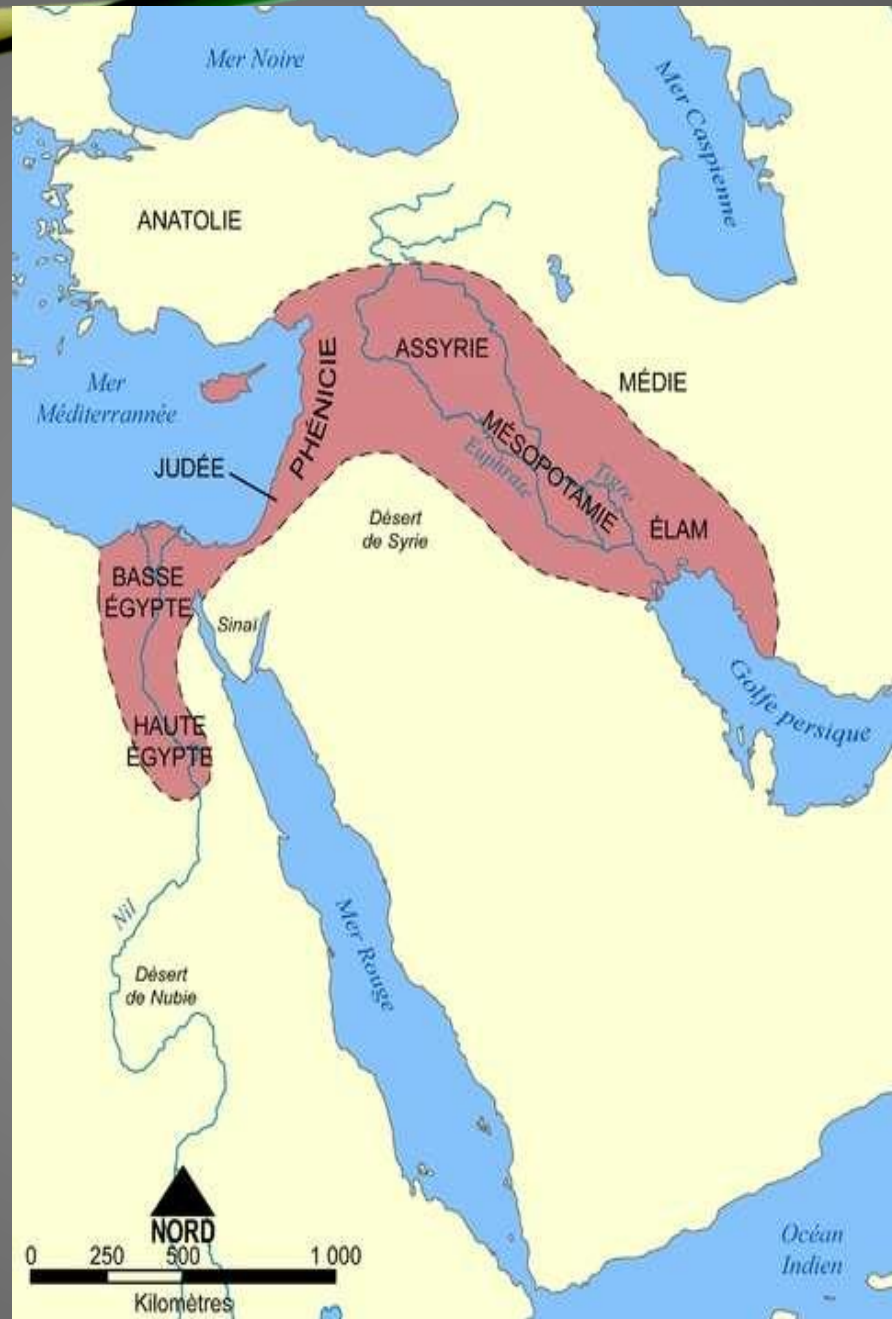 Mer Noire
Mer Caspienne
ANATOLIE
ASSYRIE
MÉDIE
PHÉNICIE
Mer
Méditerrannée
MÉSOPOTAMIE
Euphrate
Tigre
JUDÉE
ÉLAM
Désert
de Syrie
BASSE
ÉGYPTE
Sinaï
Golfe persique
HAUTE
ÉGYPTE
Nil
Mer Rouge
Désert
de Nubie
NORD
0 250 500 1 000
Kilomètres
Océan
Indien